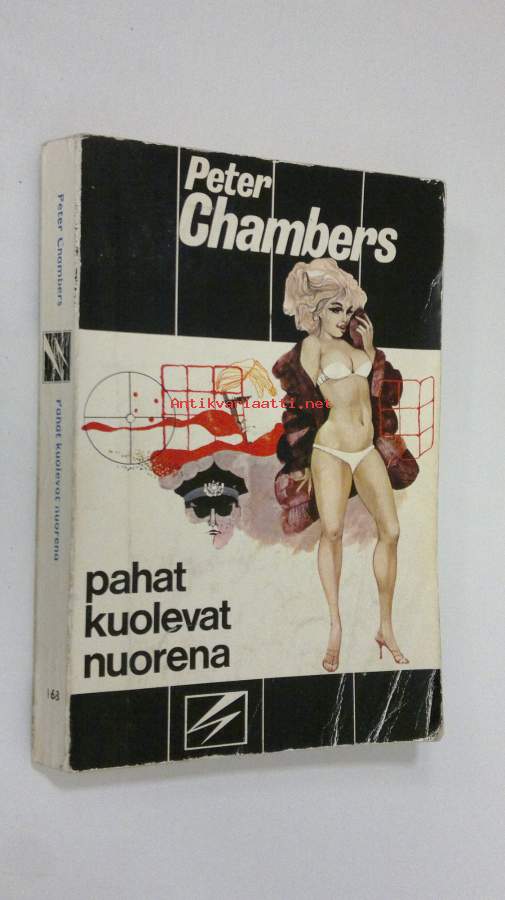 Peter
Chambers
Antikvariaatti.net
pahat
kuolevat
nuorena
Peter Chambers
pahat kuolevat nuorena
168